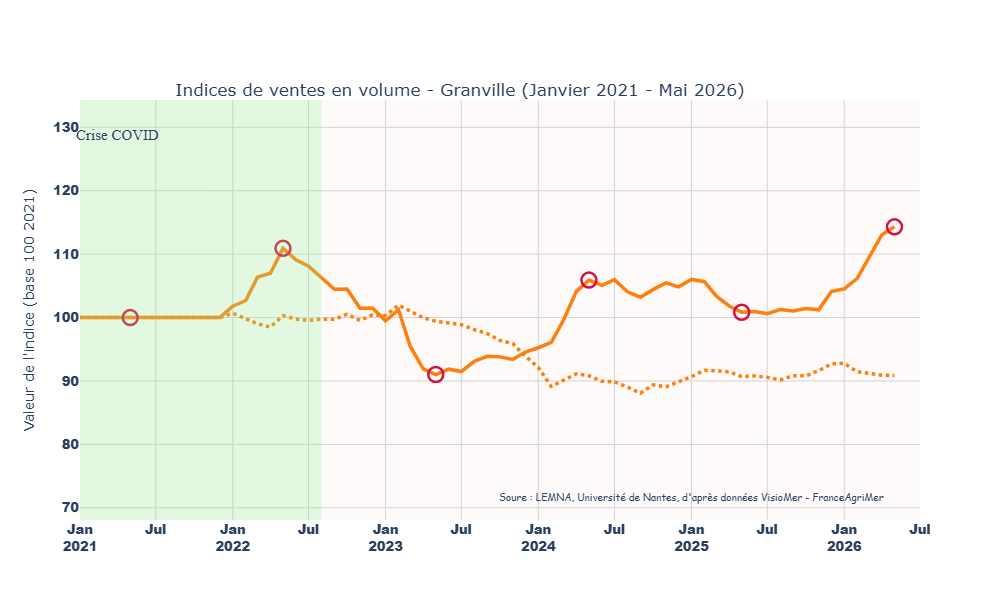 Indices de ventes en volume - Granville (Janvier 2021 - Mai 2026)
Valeur de l'indice (base 100 2021)
130
Crise COVID
120
110
100
90
80
70
Soure : LEMNA, Université de Nantes, d'après données VisioMer - FranceAgriMer
Jan Jul Jan Jul Jan Jul Jan Jul Jan Jul Jan Jul
2021 2022 2023 2024 2025 2026